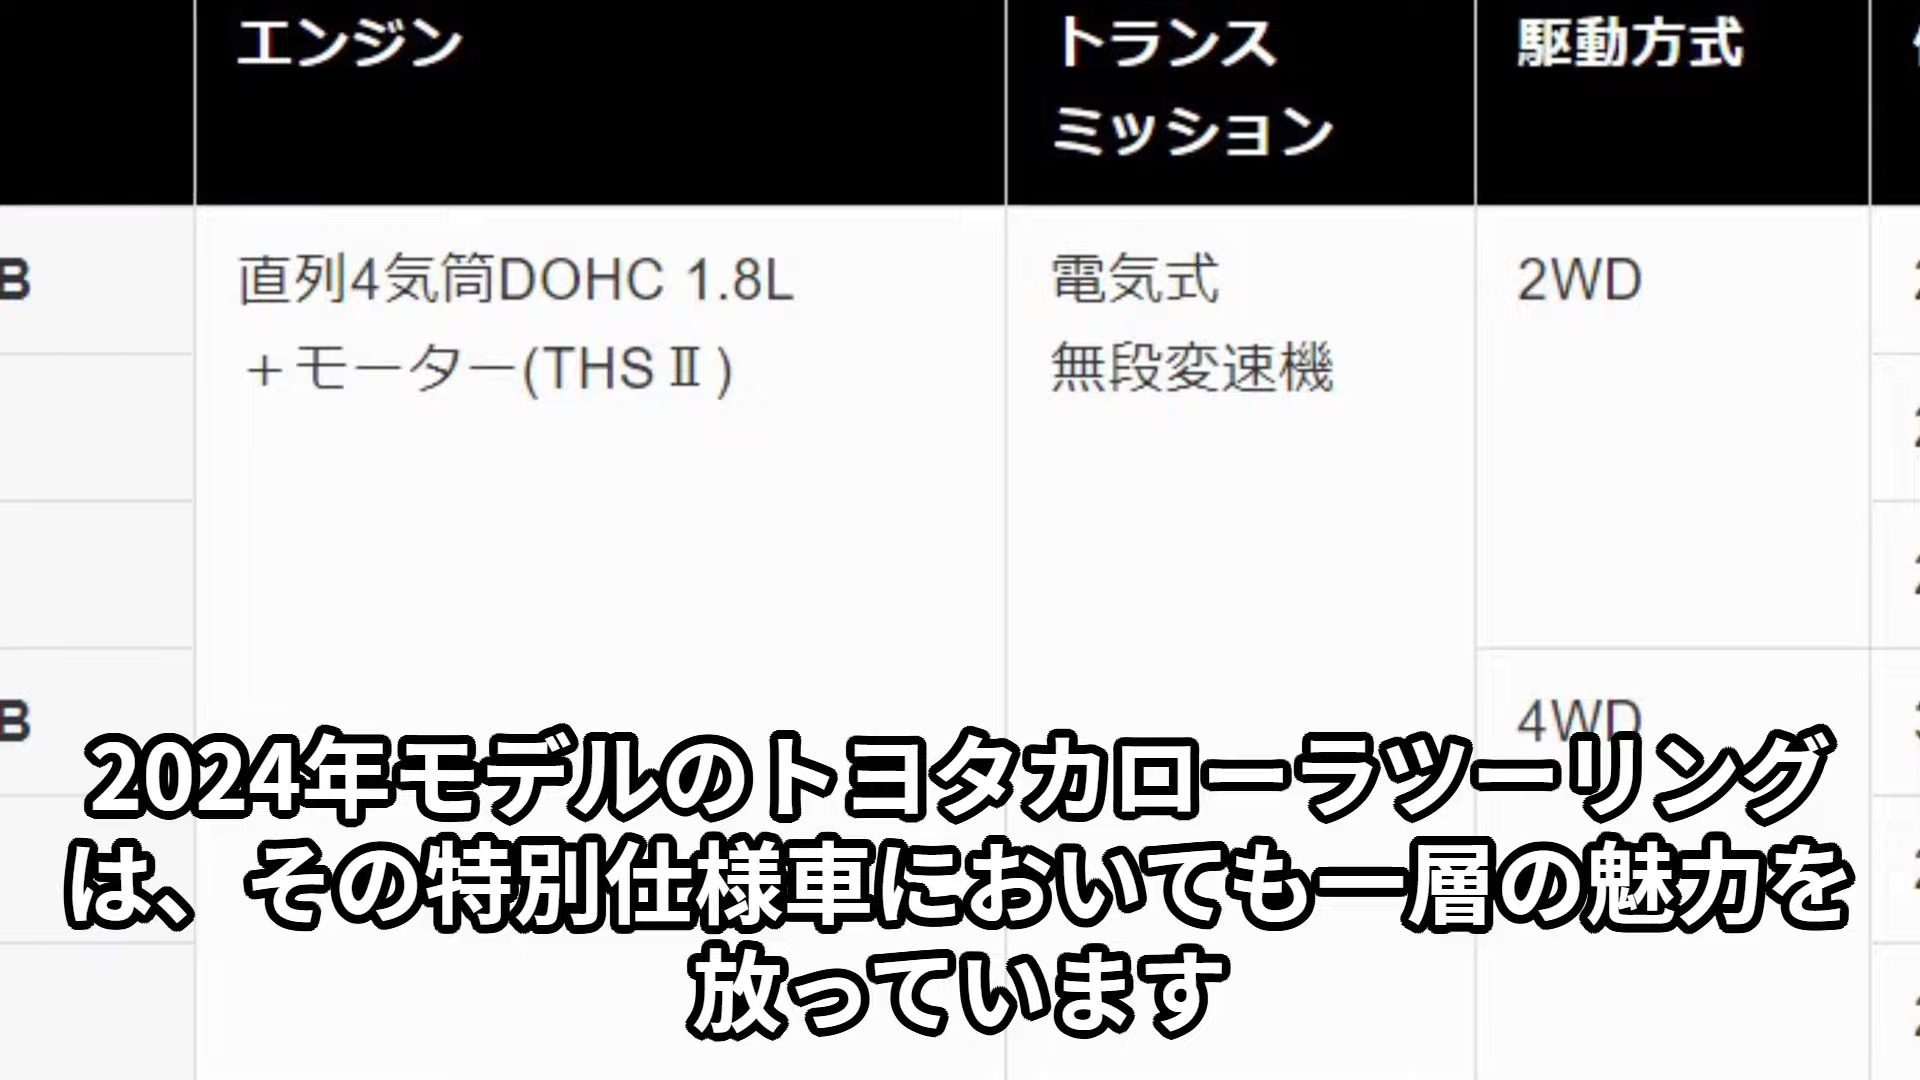 エンジン
トランス
ミッション
駆動方式
B
直列4気筒DOHC 1.8L
＋モーター(THSⅡ)
電気式
無段変速機
2WD
B
4WD
2024年モデルのトヨタカローラツーリング
は、その特別仕様車においても一層の魅力を
放っています